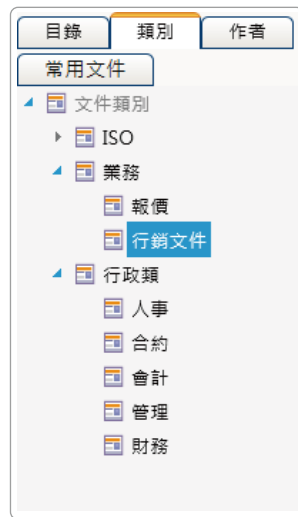 目錄 類別 作者
常用文件
文件類別
ISO
業務
報價
行銷文件
行政類
人事
合約
會計
管理
財務